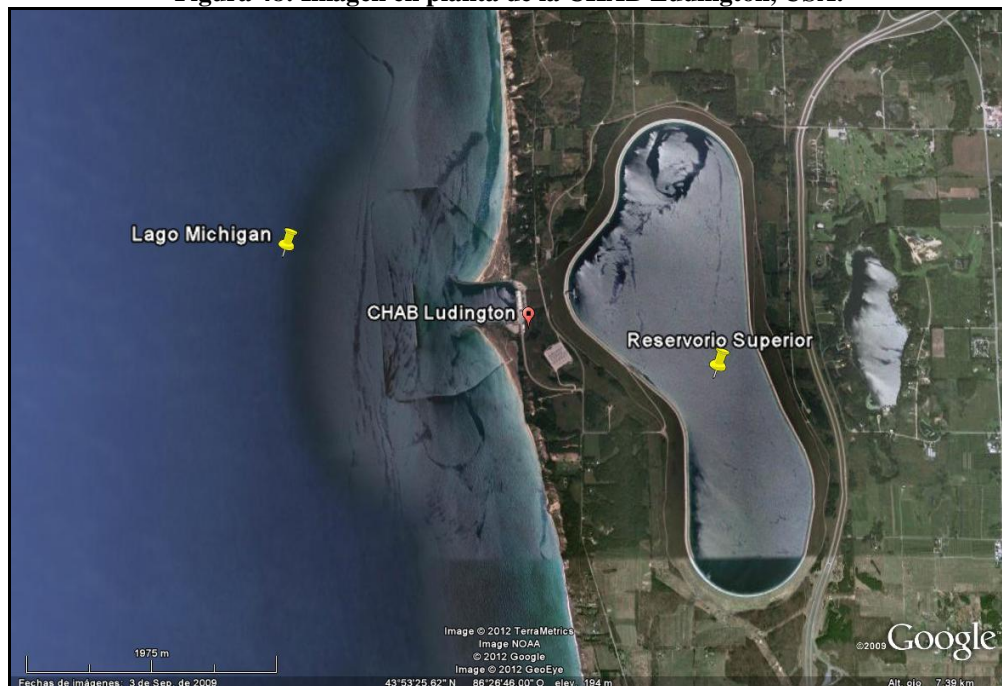 Figura 48: Imagen en planta de la CHAB Ludington, USA.
Lago Michigan
CHAB Ludington
Reservorio Superior
1975 m
Image © 2012 TerraMetrics
Image NOAA
© 2012 Google
Image © 2012 GeoEye
©2009 Google
Fechas de imágenes: 3 de Sep. de 2009
43°53'25.62" N 86°26'46.00" O elev. 194 m
Alt. ojo 7.39 km